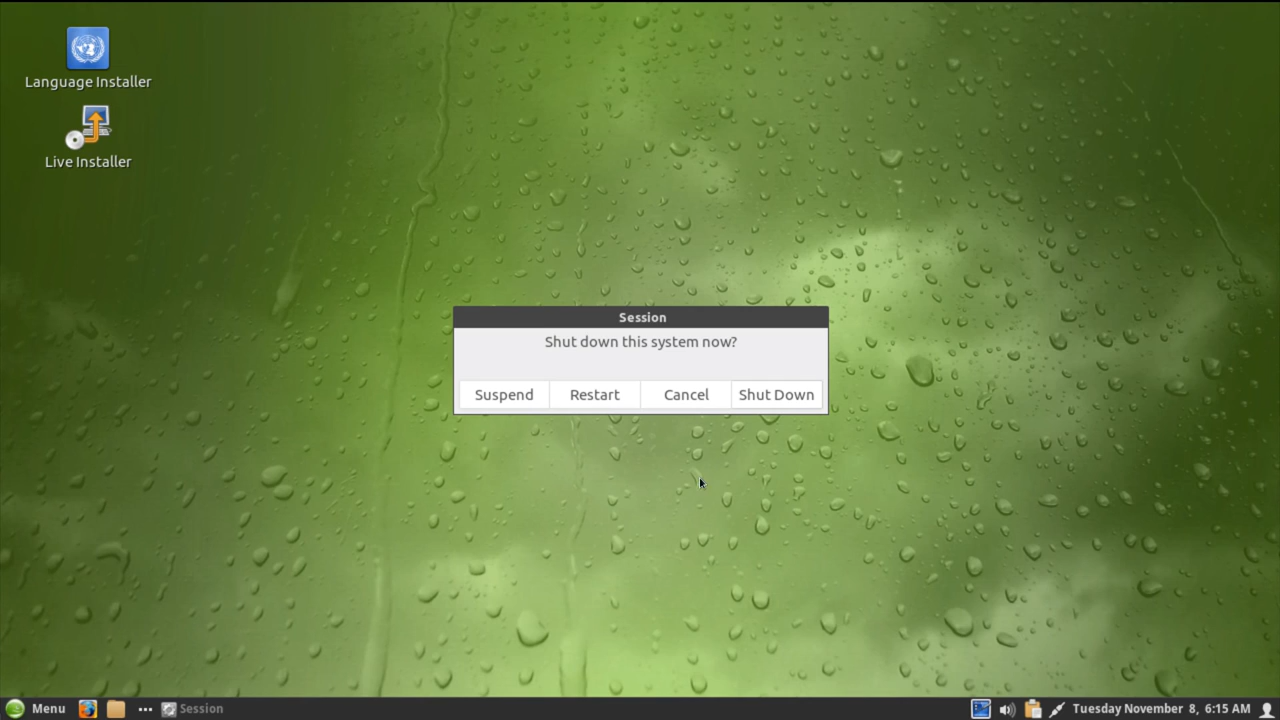 Language Installer
Live Installer
Session
Shut down this system now?
Suspend Restart Cancel Shut Down
Menu Session Tuesday November 8, 6:15 AM